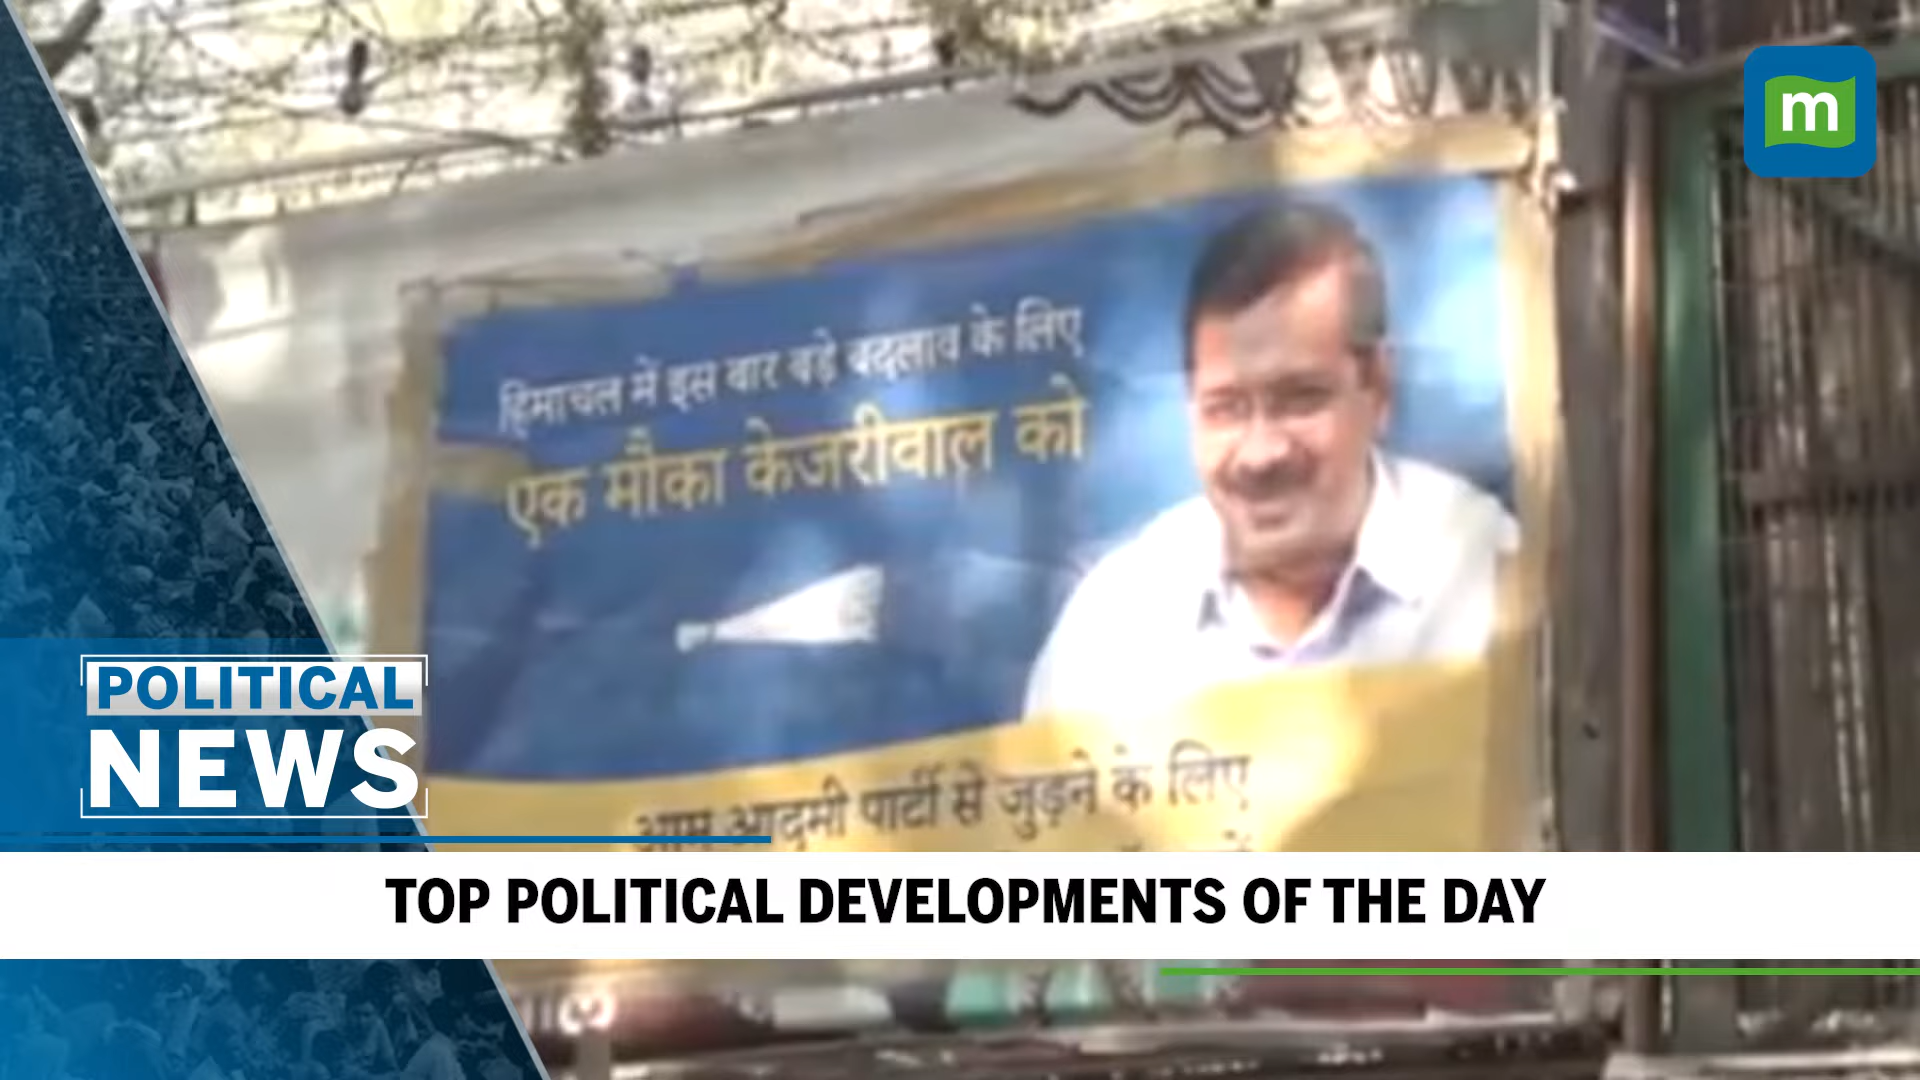 m
हिमाचल में इस बार बड़े बदलाव के लिए
एक मौका केजरीवाल को
आम आदमी पार्टी से जुड़ने के लिए
POLITICAL
NEWS
TOP POLITICAL DEVELOPMENTS OF THE DAY